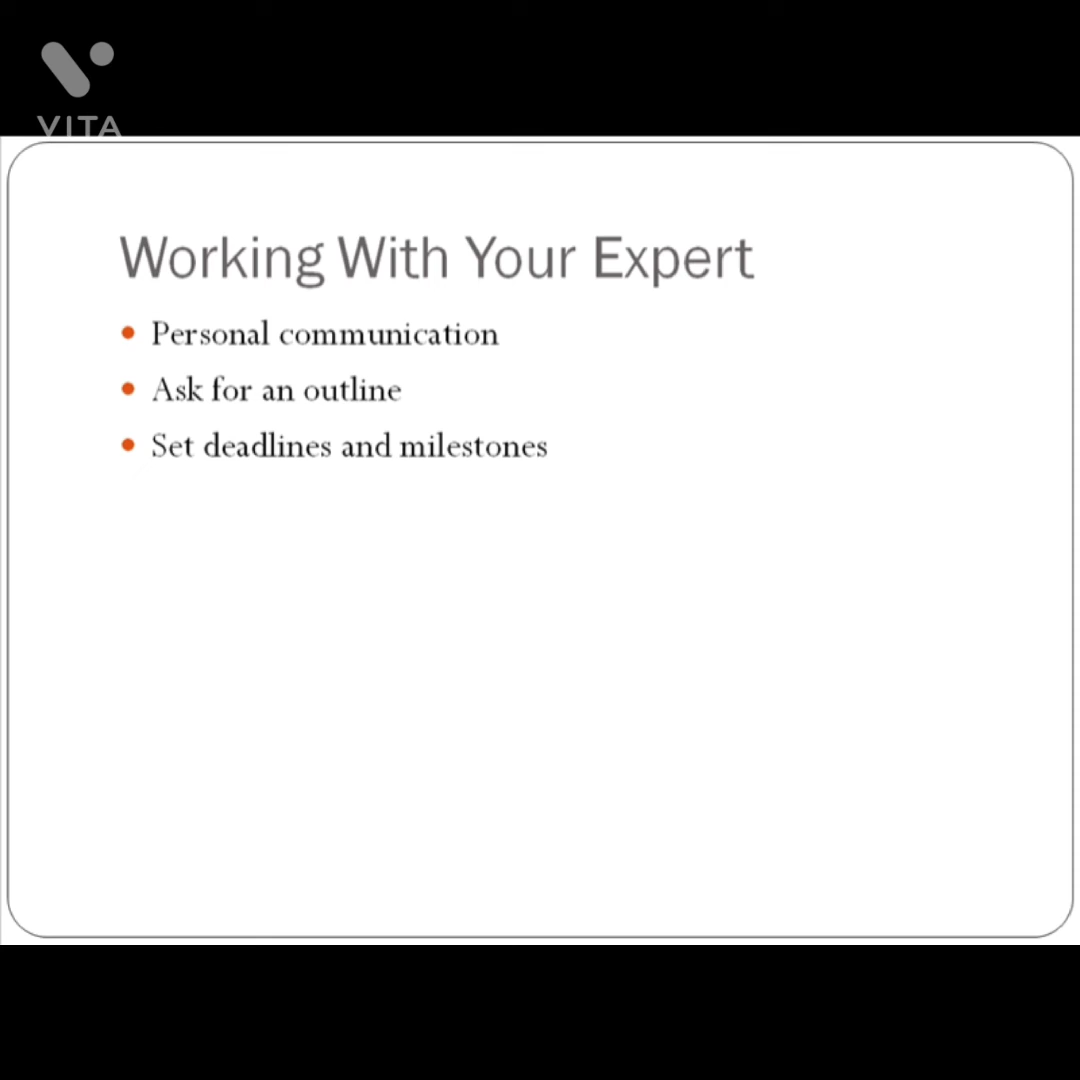 VITA
Working With Your Expert
Personal communication
Ask for an outline
Set deadlines and milestones